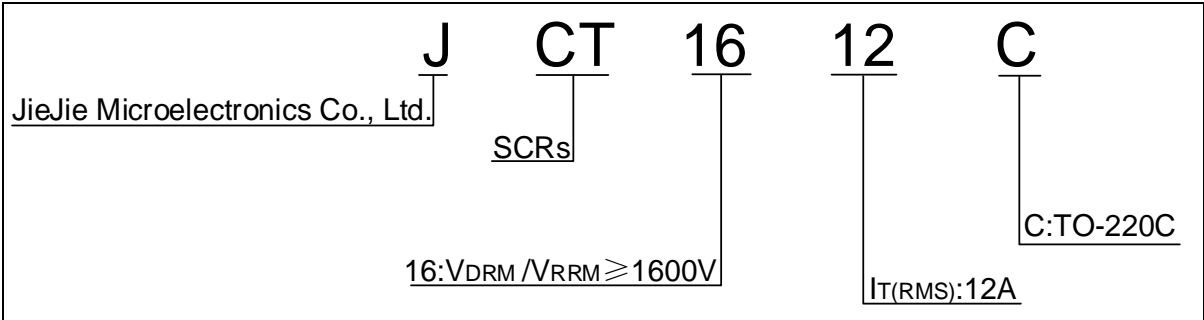 J CT 16 12 C
JieJie Microelectronics Co., Ltd.
SCRs
C:TO-220C
16:VDRM /VRRM≥1600V
IT(RMS):12A